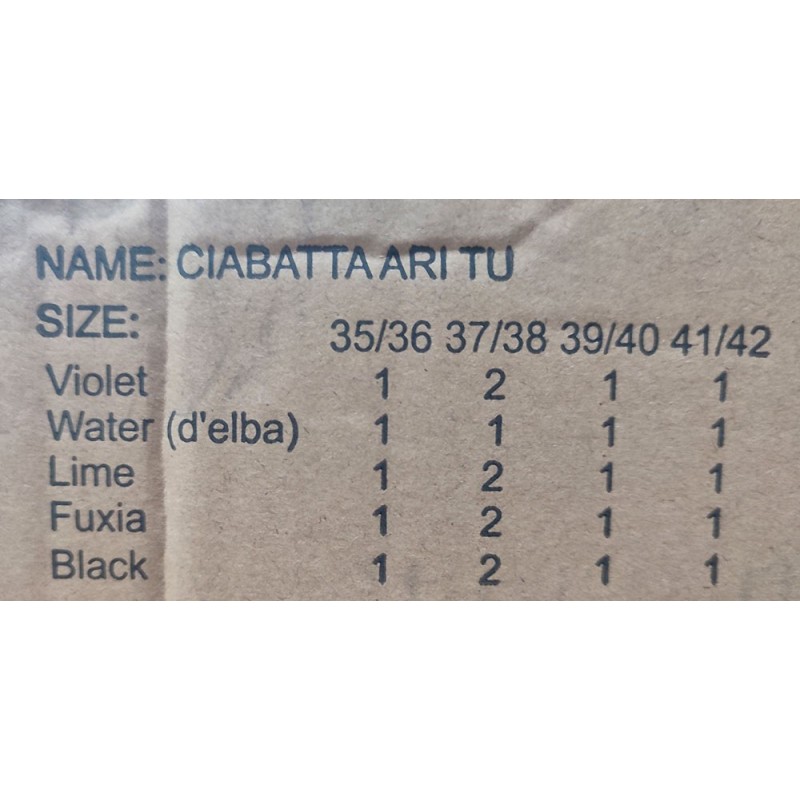 NAME: CIABATTA ARI TU
SIZE: 35/36 37/38 39/40 41/42
Violet 1 2 1 1
Water (d'elba) 1 1 1 1
Lime 1 2 1 1
Fuxia 1 2 1 1
Black 1 2 1 1